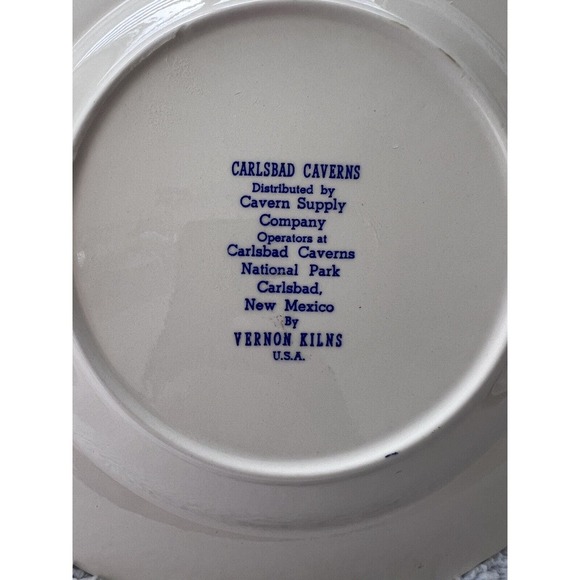 CARLSBAD CAVERNS
Distributed by
Cavern Supply
Company
Operators at
Carlsbad Caverns
National Park
Carlsbad,
New Mexico
By
VERNON KILNS
U.S.A.